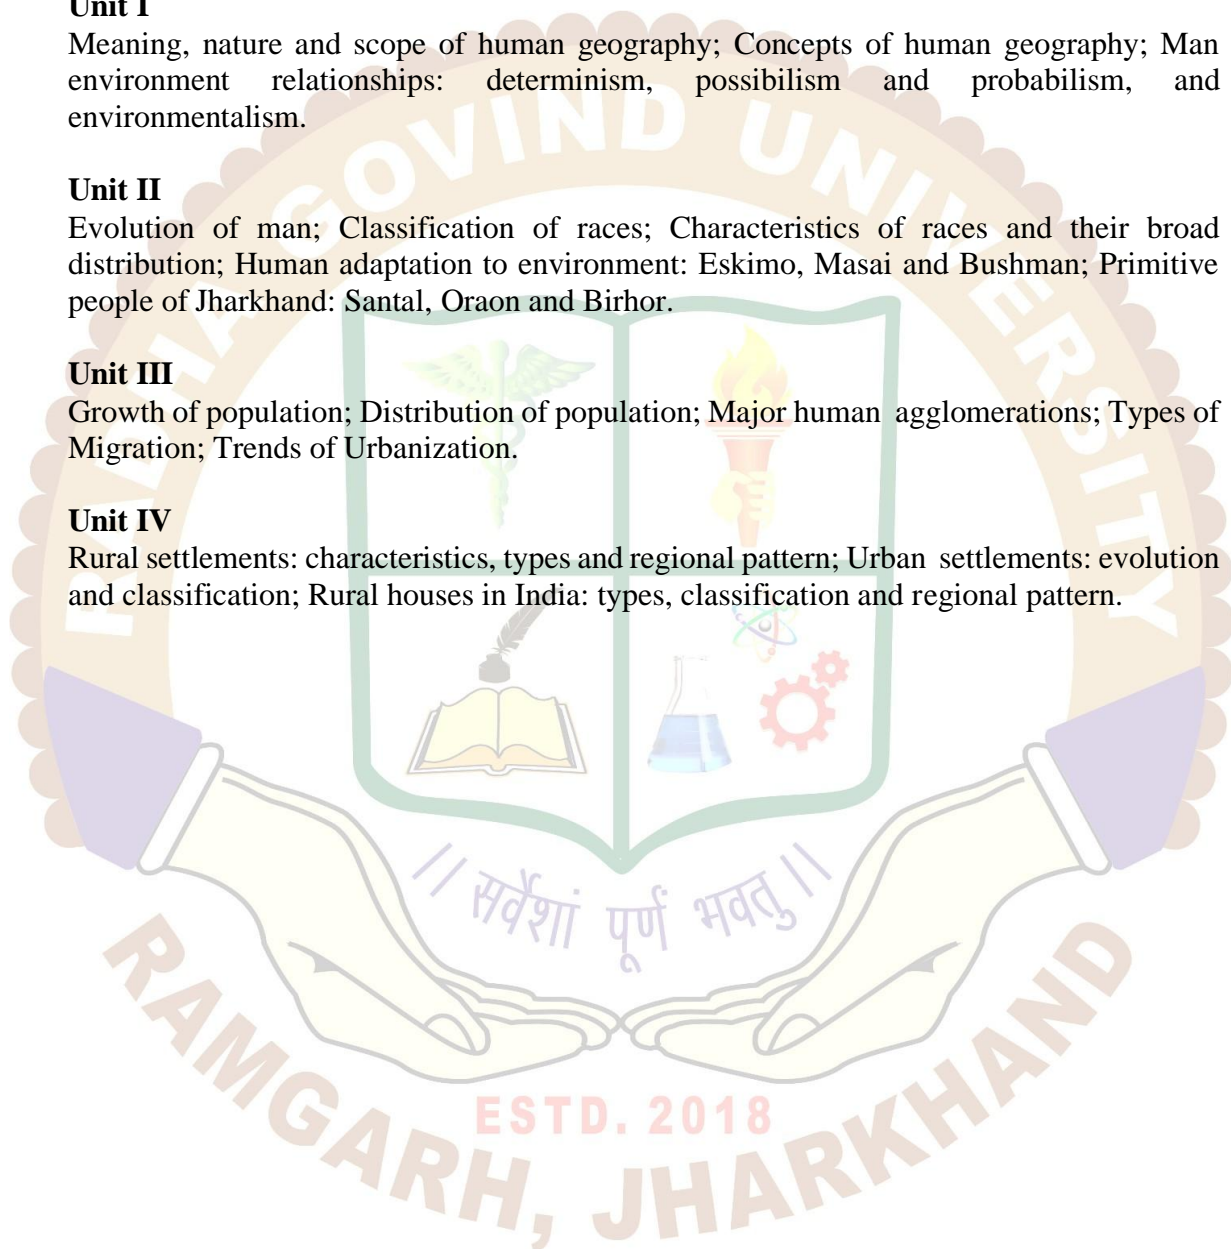 Unit I
Meaning, nature and scope of human geography; Concepts of human geography; Man
environment relationships: determinism, possibilism and probabilism, and
environmentalism.
Unit II
Evolution of man; Classification of races; Characteristics of races and their broad
distribution; Human adaptation to environment: Eskimo, Masai and Bushman; Primitive
people of Jharkhand: Santal, Oraon and Birhor.
Unit III
Growth of population; Distribution of population; Major human agglomerations; Types of
Migration; Trends of Urbanization.
Unit IV
Rural settlements: characteristics, types and regional pattern; Urban settlements: evolution
and classification; Rural houses in India: types, classification and regional pattern.
RADHA GOVIND UNIVERSITY
// सर्वेशां पूर्ण भवतु //
ESTD. 2018
RAMGARH, JHARKHAND